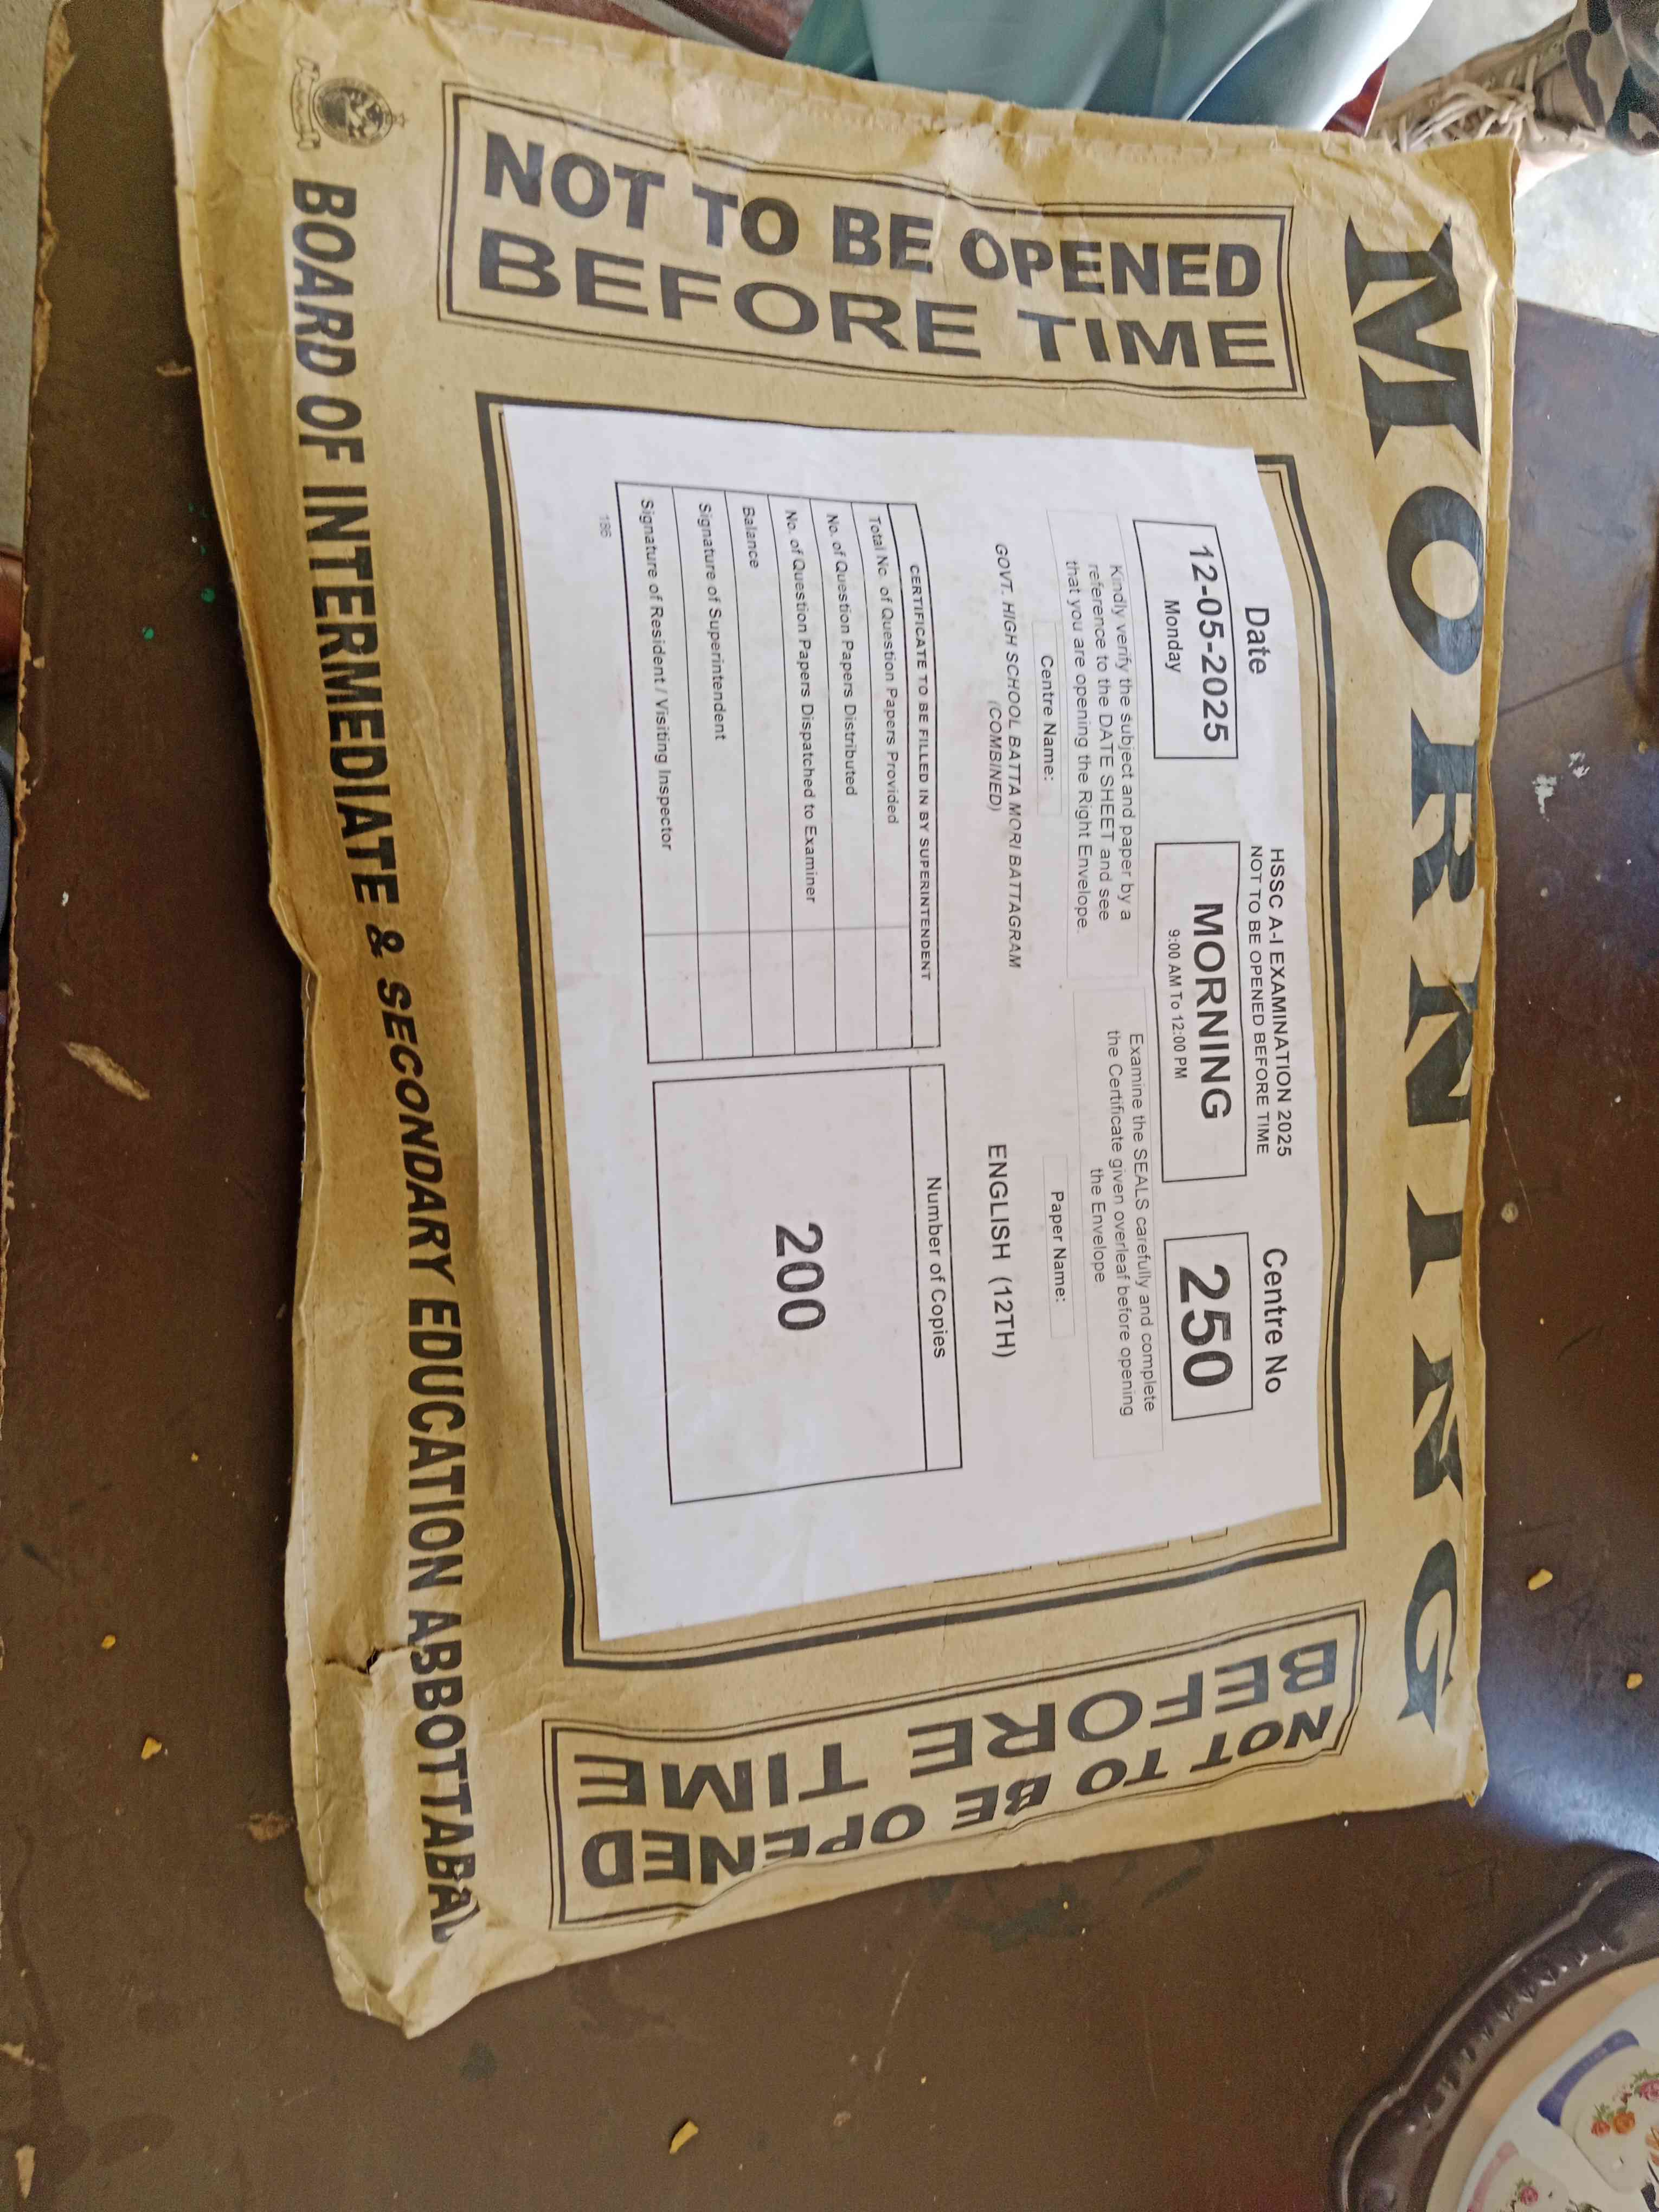 MORNING
NOT TO BE OPENED
BEFORE TIME
HSSC A-I EXAMINATION 2025
NOT TO BE OPENED BEFORE TIME
Date
Centre No
12-05-2025
Monday
MORNING
9:00 AM To 12:00 PM
250
Kindly verify the subject and paper by a
reference to the DATE SHEET and see
that you are opening the Right Envelope.
Examine the SEALS carefully and complete
the Certificate given overleaf before opening
the Envelope
Centre Name:
Paper Name:
GOVT. HIGH SCHOOL BATTA MORI BATTAGRAM
(COMBINED)
ENGLISH (12TH)
CERTIFICATE TO BE FILLED IN BY SUPERINTENDENT
Total No. of Question Papers Provided
No. of Question Papers Distributed
No. of Question Papers Dispatched to Examiner
Balance
Signature of Superintendent
Signature of Resident / Visiting Inspector
Number of Copies
200
186
NOT TO BE OPENED
BEFORE TIME
BOARD OF INTERMEDIATE & SECONDARY EDUCATION ABBOTTABA